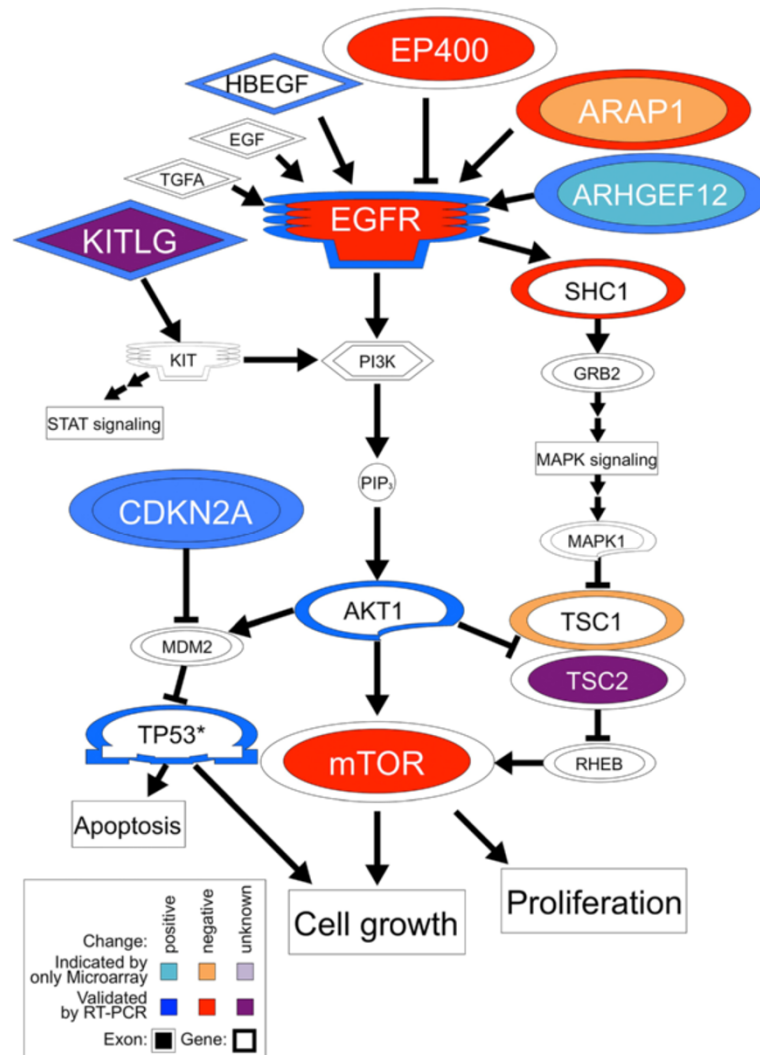 EP400
HBEGF
ARAP1
EGF
TGFA
ARHGEF12
EGFR
KITLG
SHC1
KIT
PI3K
GRB2
STAT signaling
MAPK signaling
PIP3
CDKN2A
MAPK1
AKT1
TSC1
MDM2
TSC2
TP53*
mTOR
RHEB
Apoptosis
Cell growth
Proliferation
Change:
positive
negative
unknown
Indicated by
only Microarray
Validated
by RT-PCR
Exon:
Gene: